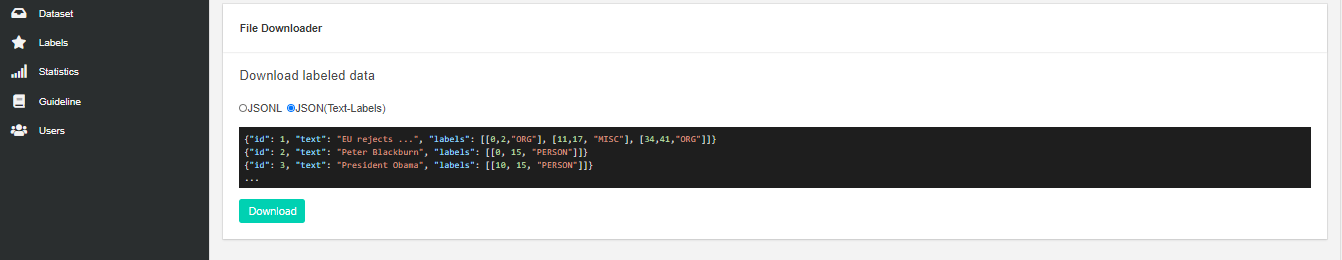 Dataset
Labels
Statistics
Guideline
Users
File Downloader
Download labeled data
JSONL JSON(Text-Labels)
{"id": 1, "text": "EU rejects ...", "labels": [[0,2,"ORG"], [11,17, "MISC"], [34,41,"ORG"]]}
{"id": 2, "text": "Peter Blackburn", "labels": [[0, 15, "PERSON"]]}
{"id": 3, "text": "President Obama", "labels": [[10, 15, "PERSON"]]}
...
Download